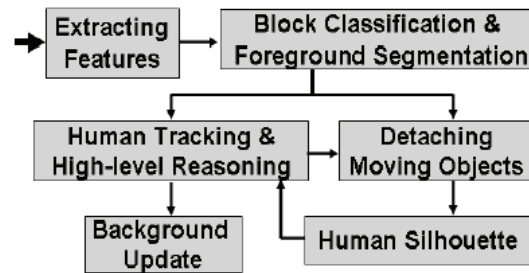 Extracting
Features
Block Classification &
Foreground Segmentation
Human Tracking &
High-level Reasoning
Detaching
Moving Objects
Background
Update
Human Silhouette